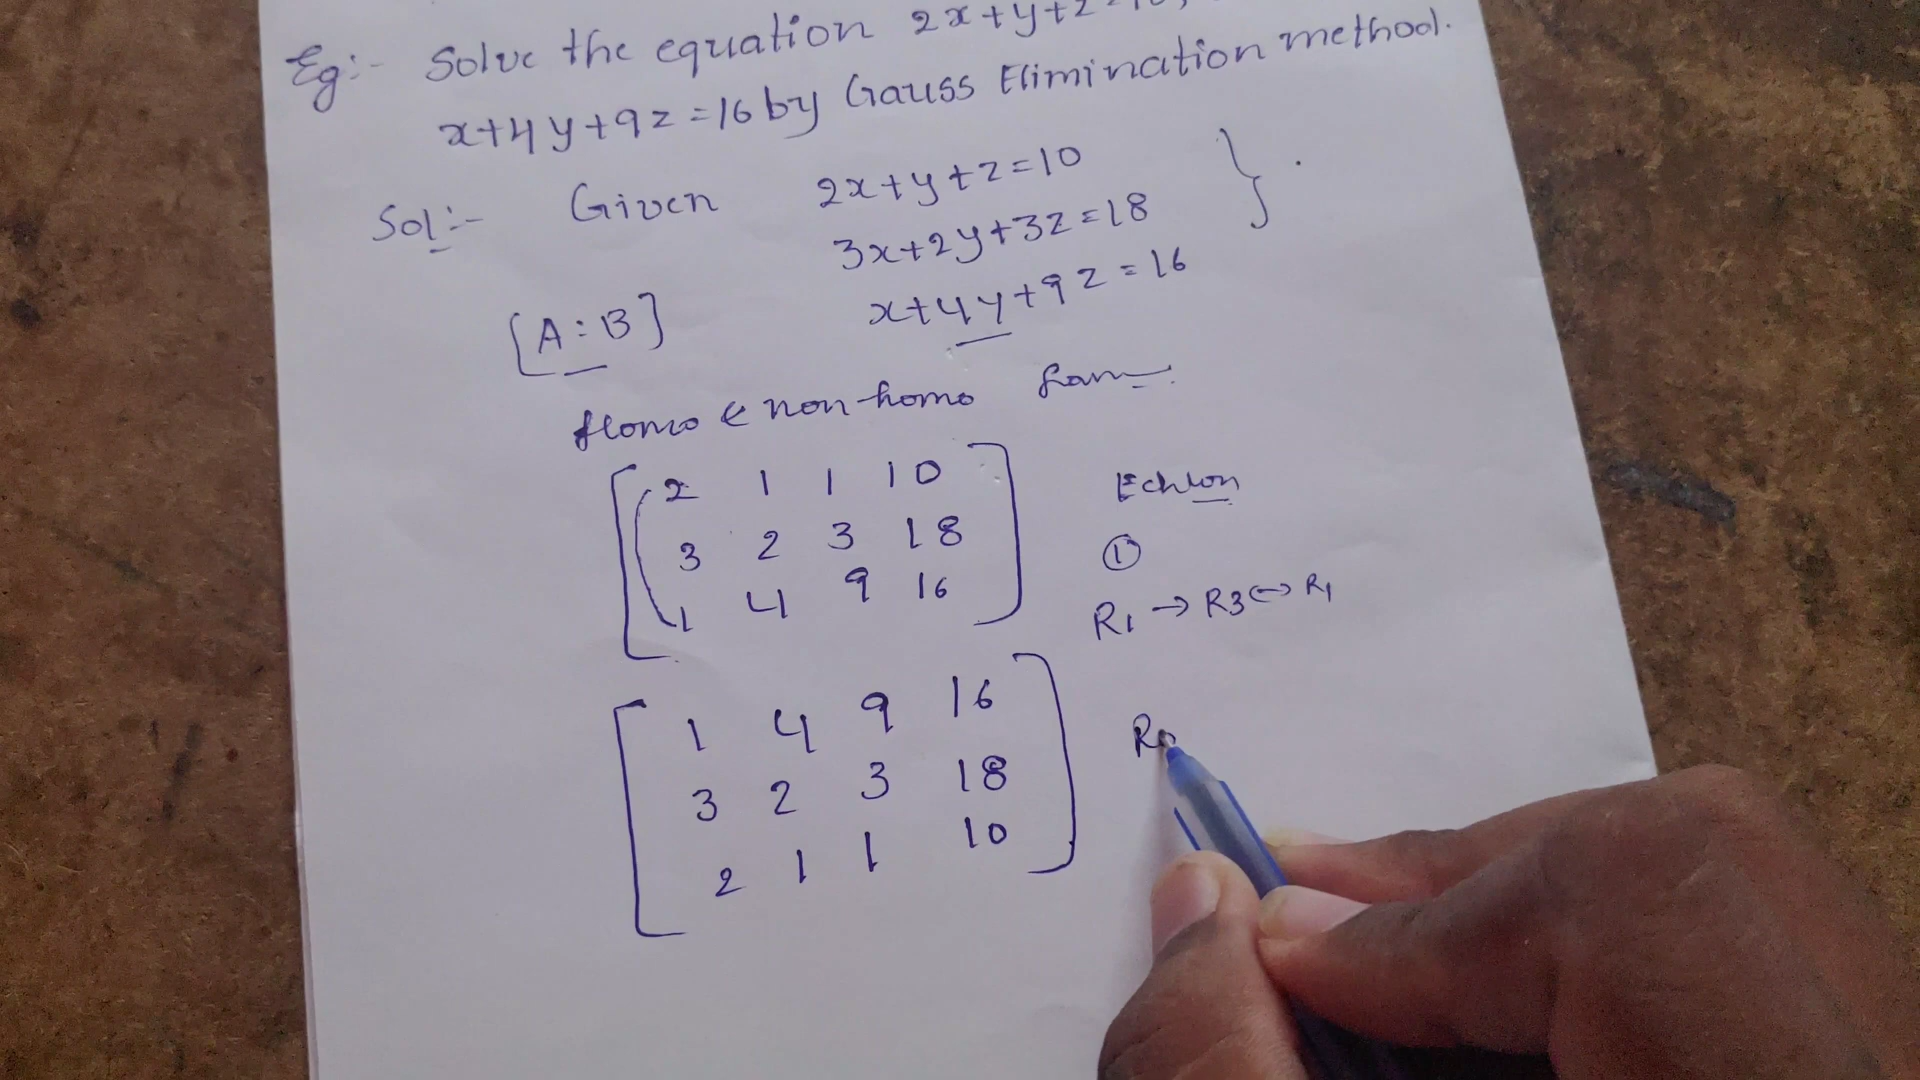 Eg:- Solve the equation 2x+y+z=10,
x+4y+9z=16 by Gauss Elimination method.
Sol:- Given 2x+y+z=10
3x+2y+3z=18
x+4y+9z=16
[A:B]
Homo & non-homo
2 1 1 10
3 2 3 18
1 4 9 16
Echlon
①
R1 → R3 ↔ R1
1 4 9 16
3 2 3 18
2 1 1 10